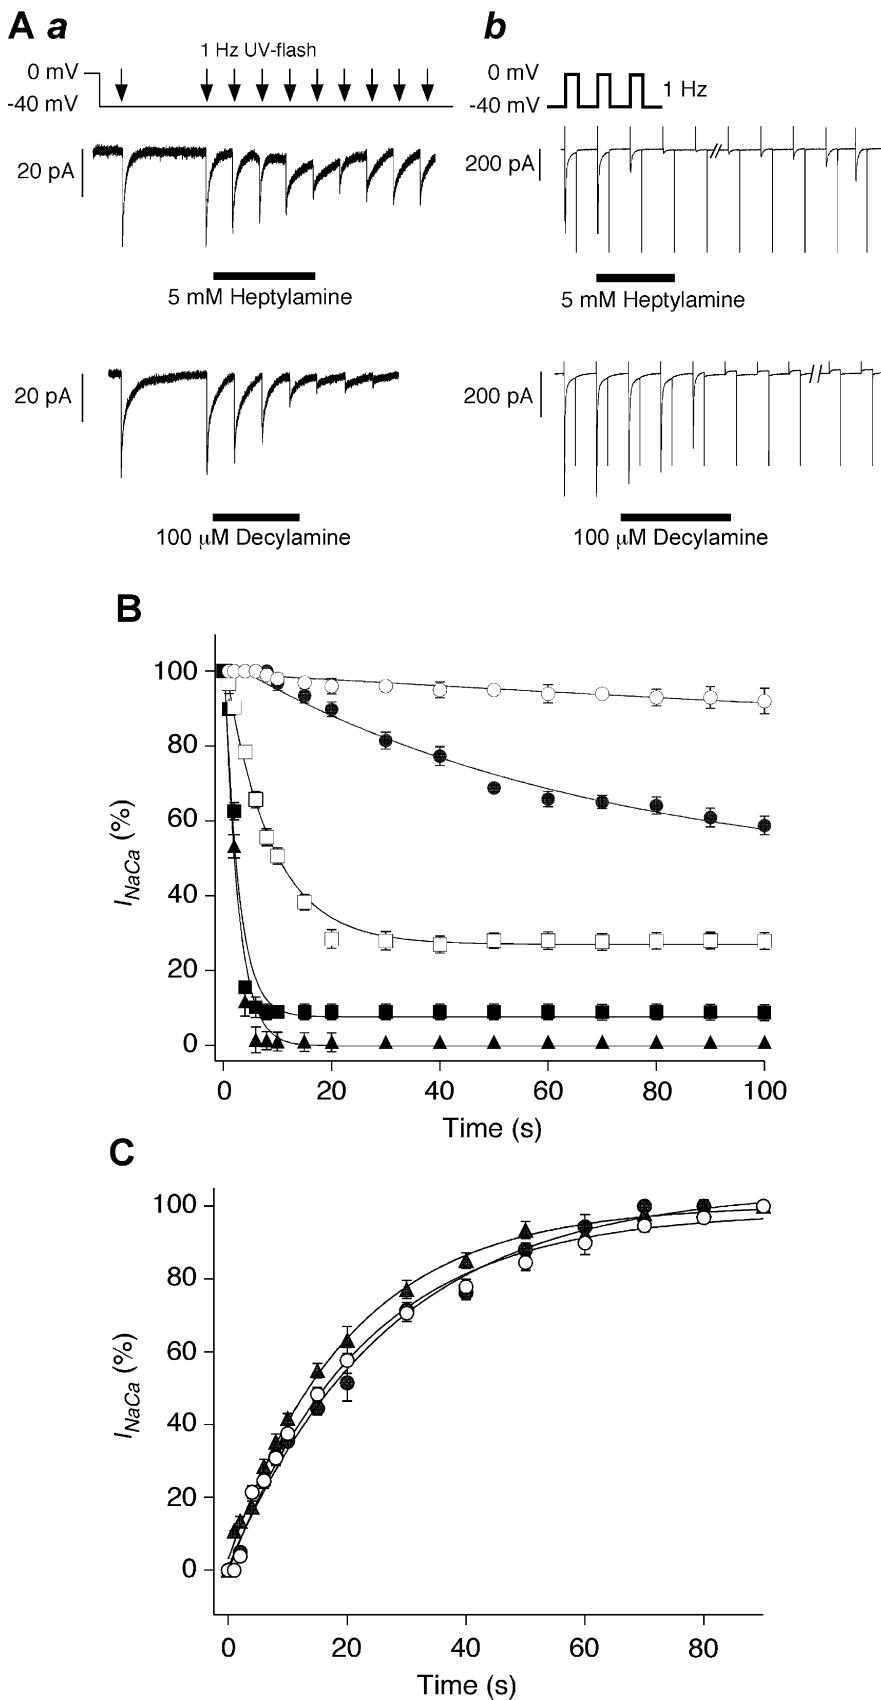 A a
b
1 Hz UV-flash
0 mV
-40 mV
0 mV
-40 mV
1 Hz
20 pA
200 pA
5 mM Heptylamine
5 mM Heptylamine
20 pA
200 pA
100 μM Decylamine
100 μM Decylamine
B
100
80
60
40
20
0
INaCa (%)
0 20 40 60 80 100
Time (s)
C
100
80
60
40
20
0
INaCa (%)
0 20 40 60 80
Time (s)